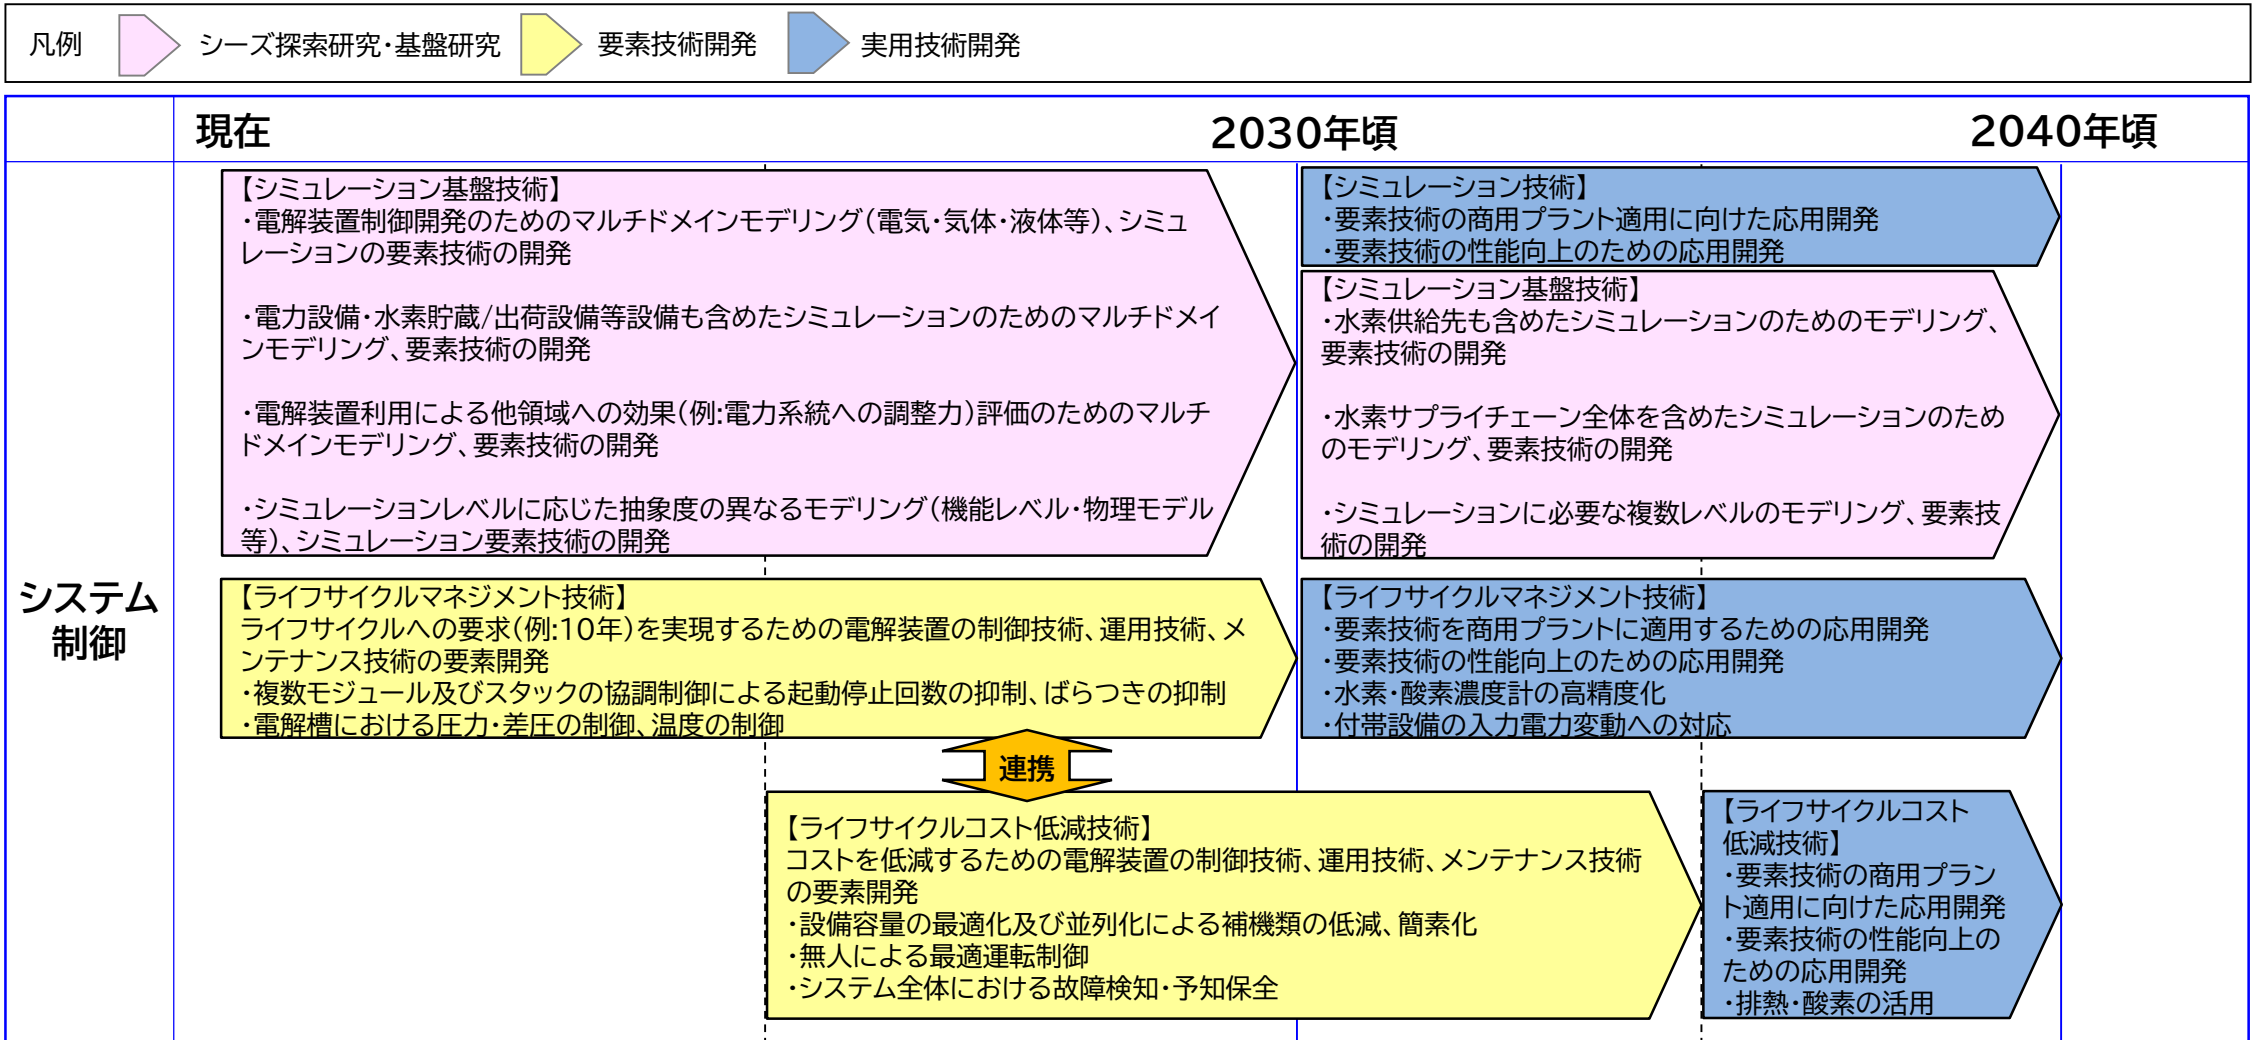 凡例
シーズ探索研究・基盤研究
要素技術開発
実用技術開発
現在
2030年頃
2040年頃
システム
制御
【シミュレーション基盤技術】
・電解装置制御開発のためのマルチドメインモデリング(電気・気体・液体等)、シミュ
レーションの要素技術の開発
・電力設備・水素貯蔵/出荷設備等設備も含めたシミュレーションのためのマルチドメイ
ンモデリング、要素技術の開発
・電解装置利用による他領域への効果(例:電力系統への調整力)評価のためのマルチ
ドメインモデリング、要素技術の開発
・シミュレーションレベルに応じた抽象度の異なるモデリング(機能レベル・物理モデル
等)、シミュレーション要素技術の開発
【シミュレーション技術】
・要素技術の商用プラント適用に向けた応用開発
・要素技術の性能向上のための応用開発
【シミュレーション基盤技術】
・水素供給先も含めたシミュレーションのためのモデリング、
要素技術の開発
・水素サプライチェーン全体を含めたシミュレーションのため
のモデリング、要素技術の開発
・シミュレーションに必要な複数レベルのモデリング、要素技
術の開発
【ライフサイクルマネジメント技術】
ライフサイクルへの要求(例:10年)を実現するための電解装置の制御技術、運用技術、メ
ンテナンス技術の要素開発
・複数モジュール及びスタックの協調制御による起動停止回数の抑制、ばらつきの抑制
・電解槽における圧力・差圧の制御、温度の制御
【ライフサイクルマネジメント技術】
・要素技術を商用プラントに適用するための応用開発
・要素技術の性能向上のための応用開発
・水素・酸素濃度計の高精度化
・付帯設備の入力電力変動への対応
連携
【ライフサイクルコスト低減技術】
コストを低減するための電解装置の制御技術、運用技術、メンテナンス技術
の要素開発
・設備容量の最適化及び並列化による補機類の低減、簡素化
・無人による最適運転制御
・システム全体における故障検知・予知保全
【ライフサイクルコスト
低減技術】
・要素技術の商用プラン
ト適用に向けた応用開発
・要素技術の性能向上の
ための応用開発
・排熱・酸素の活用